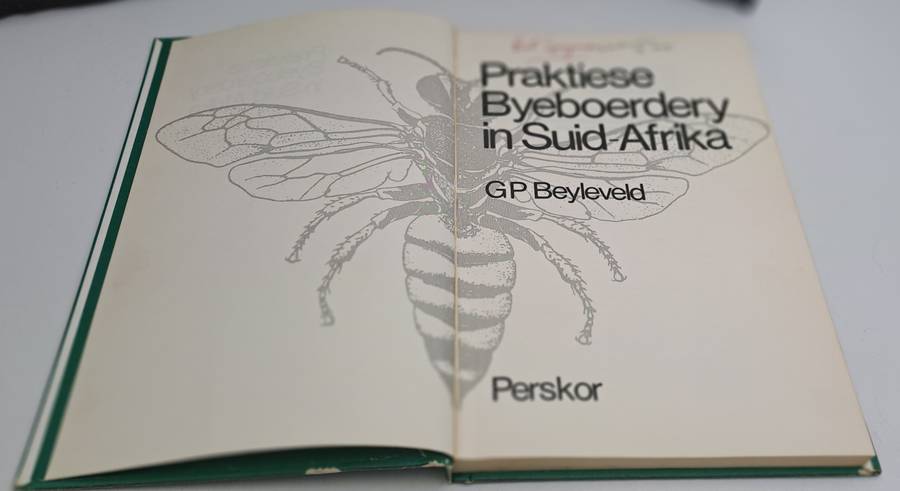 Praktiese
Byeboerdery
in Suid-Afrika
G P Beyleveld
Perskor